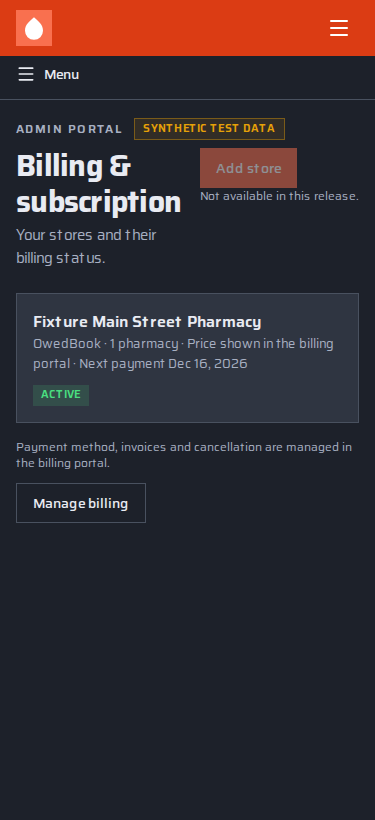 Menu
ADMIN PORTAL
SYNTHETIC TEST DATA
Billing &
subscription
Add store
Not available in this release.
Your stores and their
billing status.
Fixture Main Street Pharmacy
OwedBook · 1 pharmacy · Price shown in the billing
portal · Next payment Dec 16, 2026
ACTIVE
Payment method, invoices and cancellation are managed in
the billing portal.
Manage billing